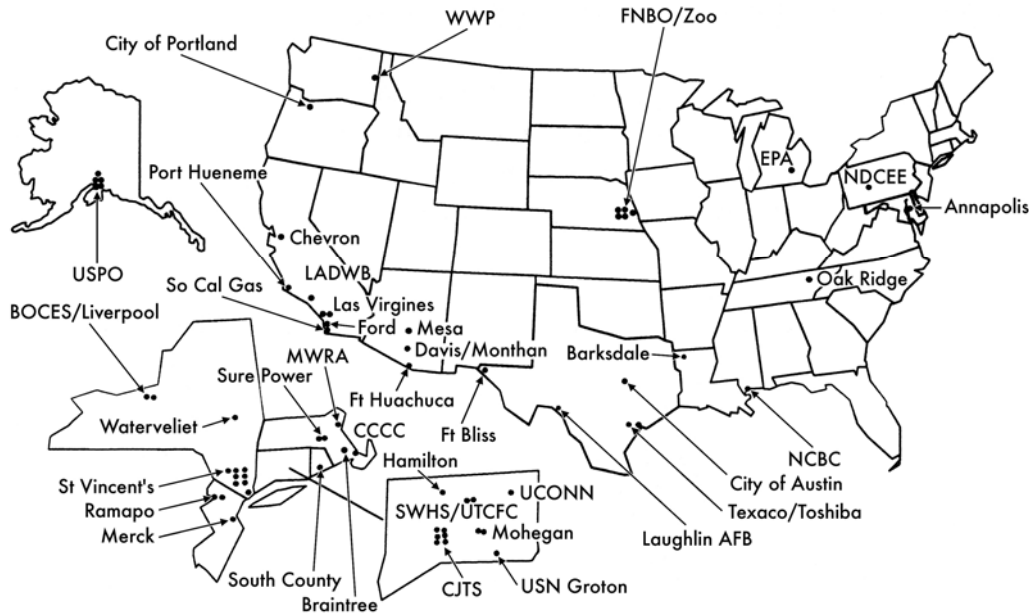 WWP
FNBO/Zoo
City of Portland
EPA
NDCEE
Port Hueneme
Annapolis
Chevron
USPO
LADWB
Oak Ridge
So Cal Gas
BOCES/Liverpool
Las Virgines
Ford
Mesa
Davis/Monthan
Barksdale
MWRA
Sure Power
Ft Huachuca
Waterveliet
CCCC
Ft Bliss
NCBC
Hamilton
City of Austin
St Vincent's
UCONN
Ramapo
SWHS/UTCFC
Texaco/Toshiba
Merck
Mohegan
Laughlin AFB
South County
CJTS
USN Groton
Braintree